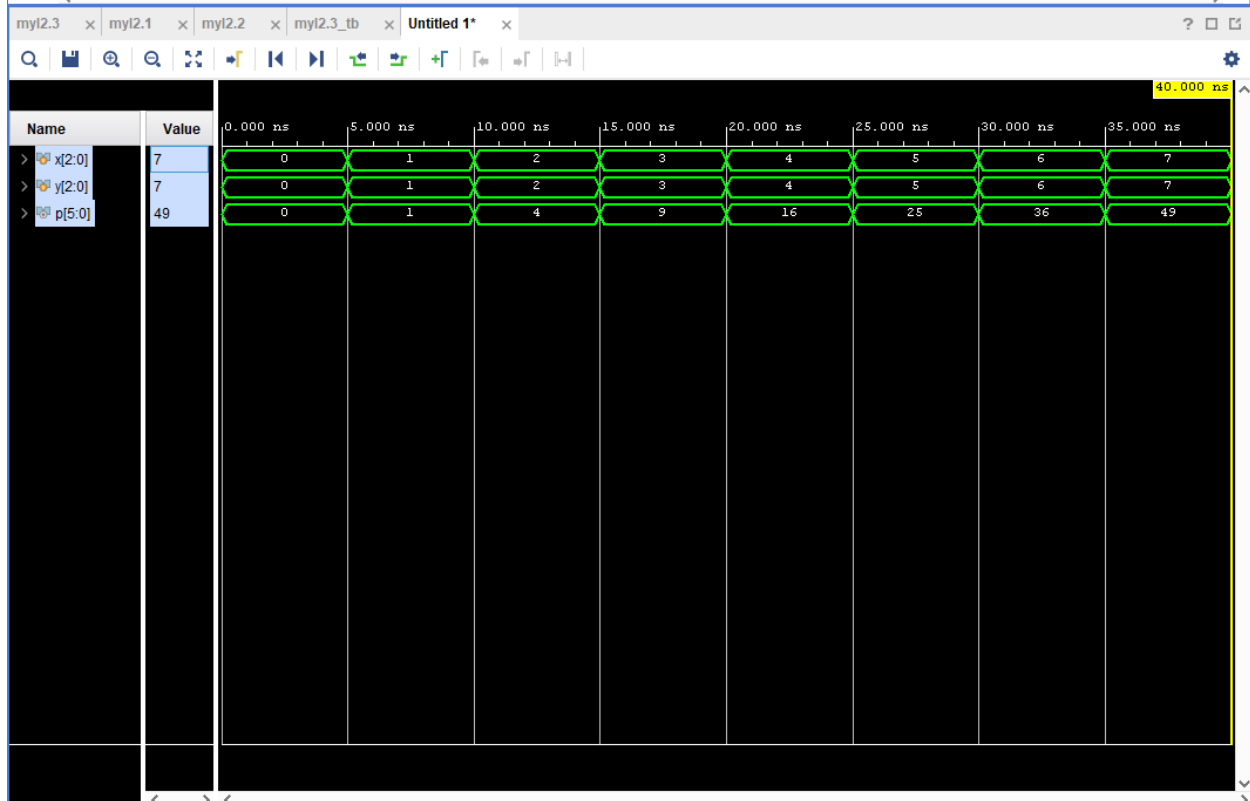 myl2.3 × myl2.1 × myl2.2 × myl2.3_tb × Untitled 1* × ?
40.000 ns
Name Value 0.000 ns 5.000 ns 10.000 ns 15.000 ns 20.000 ns 25.000 ns 30.000 ns 35.000 ns
x[2:0] 7 0 1 2 3 4 5 6 7
y[2:0] 7 0 1 2 3 4 5 6 7
p[5:0] 49 0 1 4 9 16 25 36 49